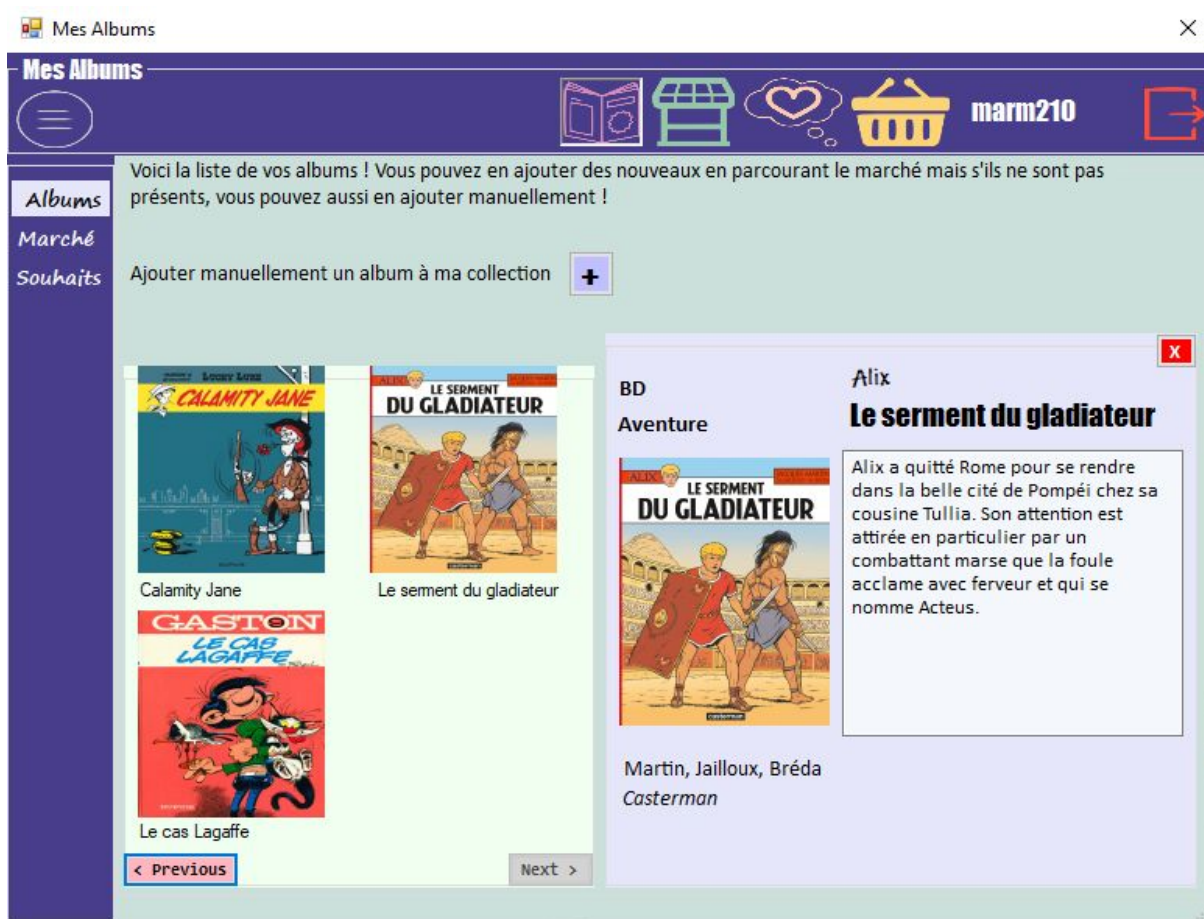 Mes Albums
Mes Albums
marm210
Albums
Marché
Souhaits
Voici la liste de vos albums ! Vous pouvez en ajouter des nouveaux en parcourant le marché mais s'ils ne sont pas
présents, vous pouvez aussi en ajouter manuellement !
Ajouter manuellement un album à ma collection
+
LUCKY LUKE
CALAMITY JANE
Calamity Jane
ALIX
LE SERMENT
DU GLADIATEUR
Le serment du gladiateur
GASTON
LE CAS
LAGAFFE
Le cas Lagaffe
< Previous
Next >
X
BD
Aventure
Alix
Le serment du gladiateur
ALIX
LE SERMENT
DU GLADIATEUR
casterman
Alix a quitté Rome pour se rendre
dans la belle cité de Pompéi chez sa
cousine Tullia. Son attention est
attirée en particulier par un
combattant marse que la foule
acclame avec ferveur et qui se
nomme Acteus.
Martin, Jailloux, Bréda
Casterman